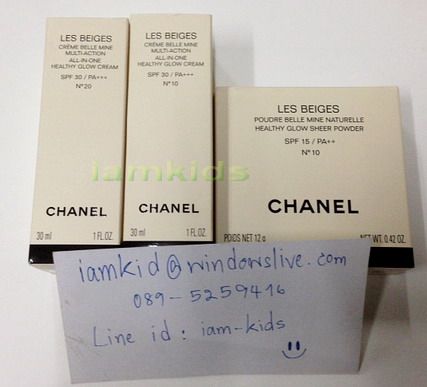 LES BEIGES
CRÈME BELLE MINE
MULTI-ACTION
ALL-IN-ONE
HEALTHY GLOW CREAM
SPF 30 / PA+++
N°20
CHANEL
30 ml 1 FL.OZ.
LES BEIGES
CRÈME BELLE MINE
MULTI-ACTION
ALL-IN-ONE
HEALTHY GLOW CREAM
SPF 30 / PA+++
N°10
CHANEL
30 ml 1 FL.OZ.
LES BEIGES
POUDRE BELLE MINE NATURELLE
HEALTHY GLOW SHEER POWDER
SPF 15 / PA++
N°10
CHANEL
POIDS NET 12 g NET WT. 0.42 OZ.
iamkids
iamkid@windowslive.com
089-5259416
Line id : iam-kids